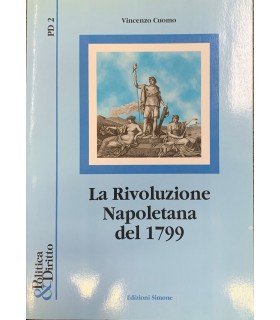 Vincenzo Cuomo
PD 2
La Rivoluzione
Napoletana
del 1799
Politica
& Diritto
Edizioni Simone